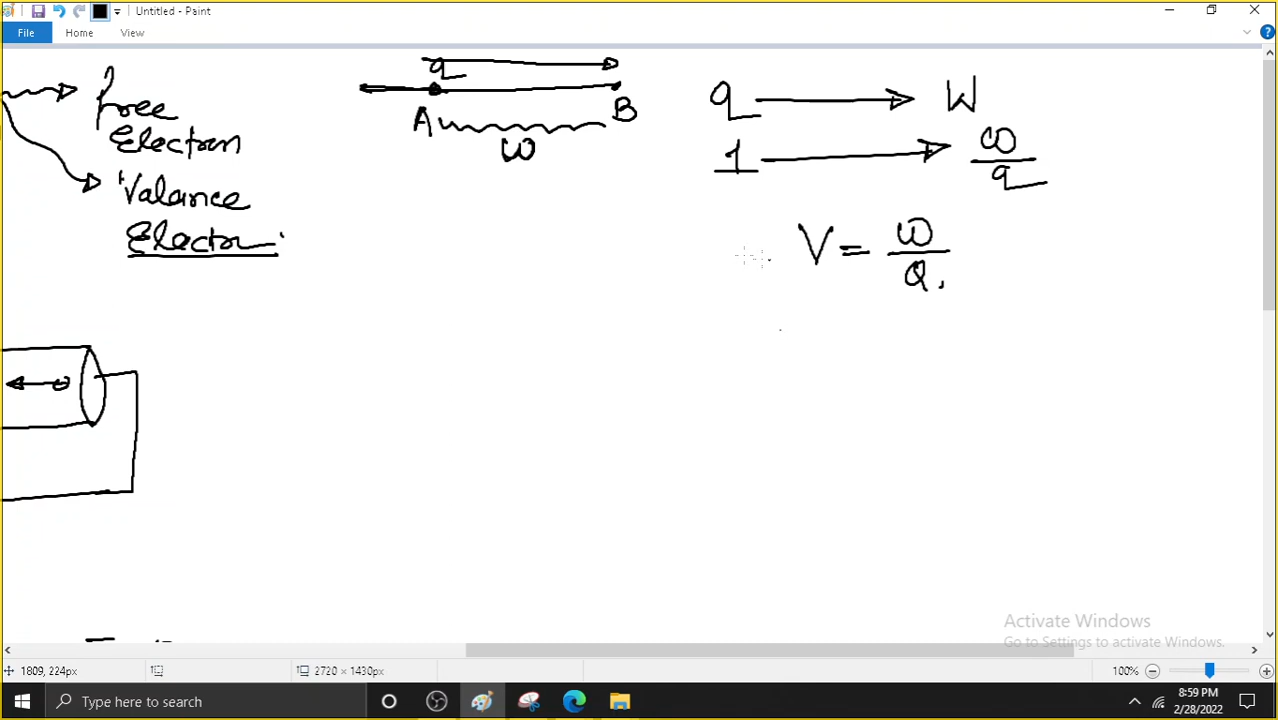 Untitled - Paint
File Home View
free
Electron
Valance
Elector
q
A B
W
q W
1 W
q
V = W
Q
Activate Windows
Go to Settings to activate Windows.
1809, 224px
2720 × 1430px
100%
Type here to search
8:59 PM
2/28/2022